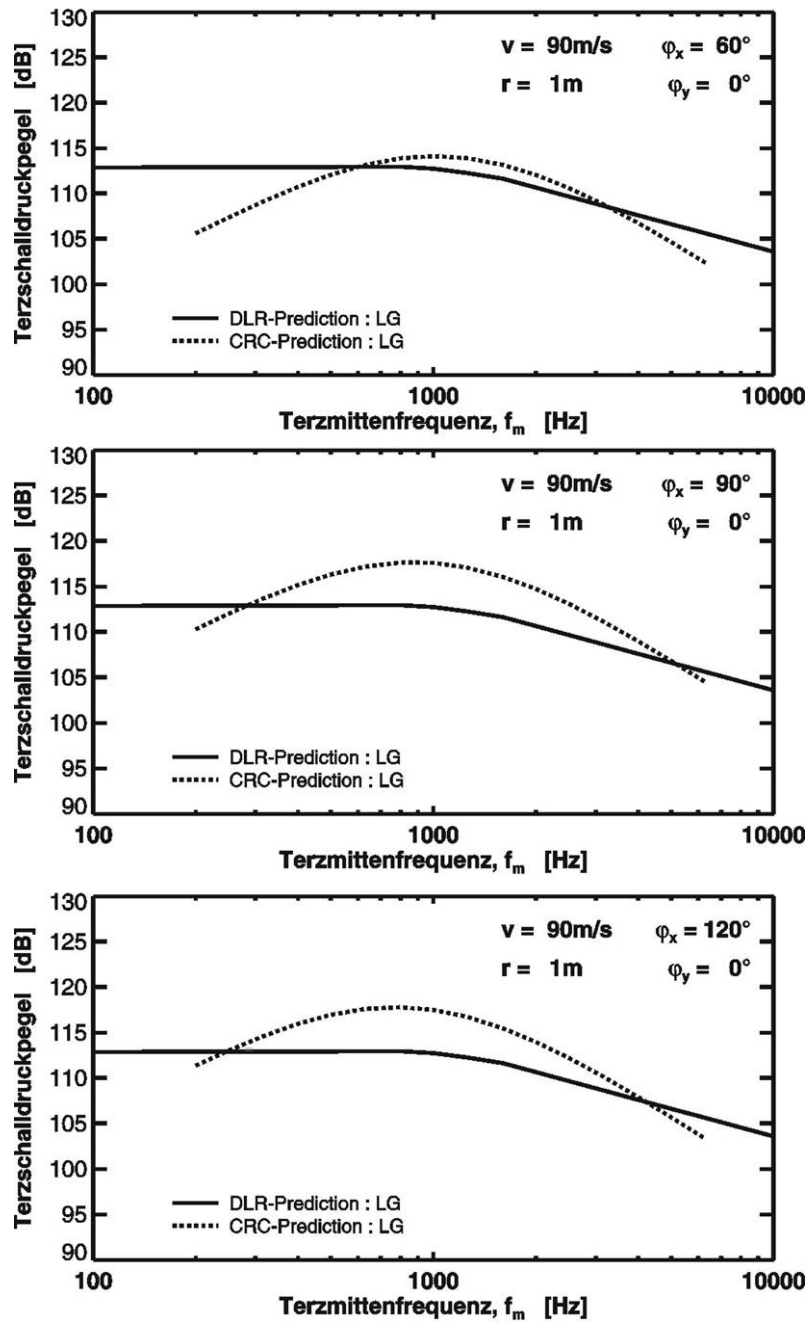 Terzschalldruckpegel [dB]
130
125
120
115
110
105
100
95
90
v = 90m/s φx = 60°
r = 1m φy = 0°
DLR-Prediction : LG
CRC-Prediction : LG
100 1000 10000
Terzmittenfrequenz, fm [Hz]
Terzschalldruckpegel [dB]
130
125
120
115
110
105
100
95
90
v = 90m/s φx = 90°
r = 1m φy = 0°
DLR-Prediction : LG
CRC-Prediction : LG
100 1000 10000
Terzmittenfrequenz, fm [Hz]
Terzschalldruckpegel [dB]
130
125
120
115
110
105
100
95
90
v = 90m/s φx = 120°
r = 1m φy = 0°
DLR-Prediction : LG
CRC-Prediction : LG
100 1000 10000
Terzmittenfrequenz, fm [Hz]